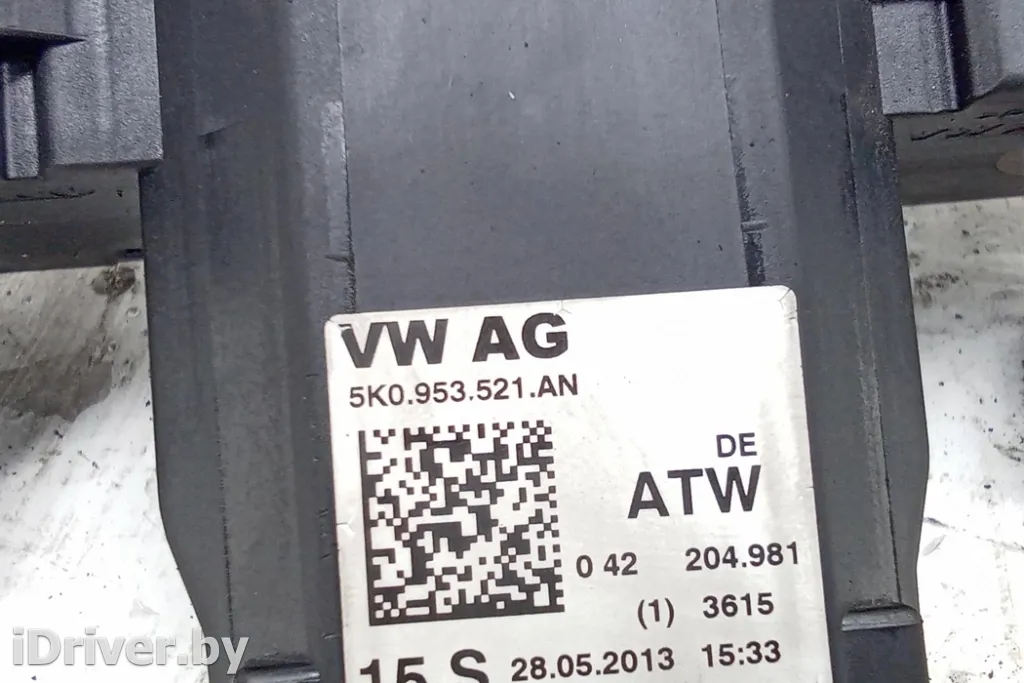 VW AG
5K0.953.521.AN
DE
ATW
0 42 204.981
(1) 3615
15 S 28.05.2013 15:33
iDriver.by